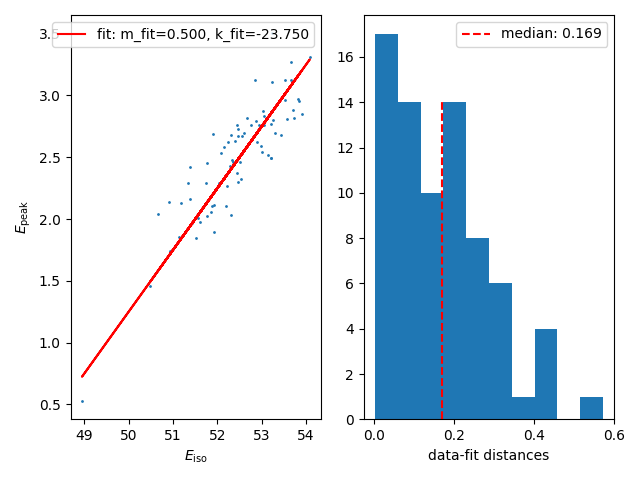 fit: m_fit=0.500, k_fit=-23.750
3.5
3.0
2.5
2.0
1.5
1.0
0.5
E_peak
49 50 51 52 53 54
E_iso
median: 0.169
16
14
12
10
8
6
4
2
0
0.0 0.2 0.4 0.6
data-fit distances